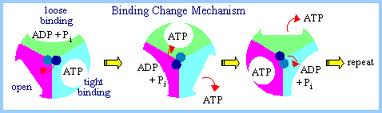 Binding Change Mechanism
loose
binding
ADP + Pi
ATP
open
tight
binding
ATP
ADP
+ Pi
ATP
ATP
ATP
ADP
+ Pi
repeat